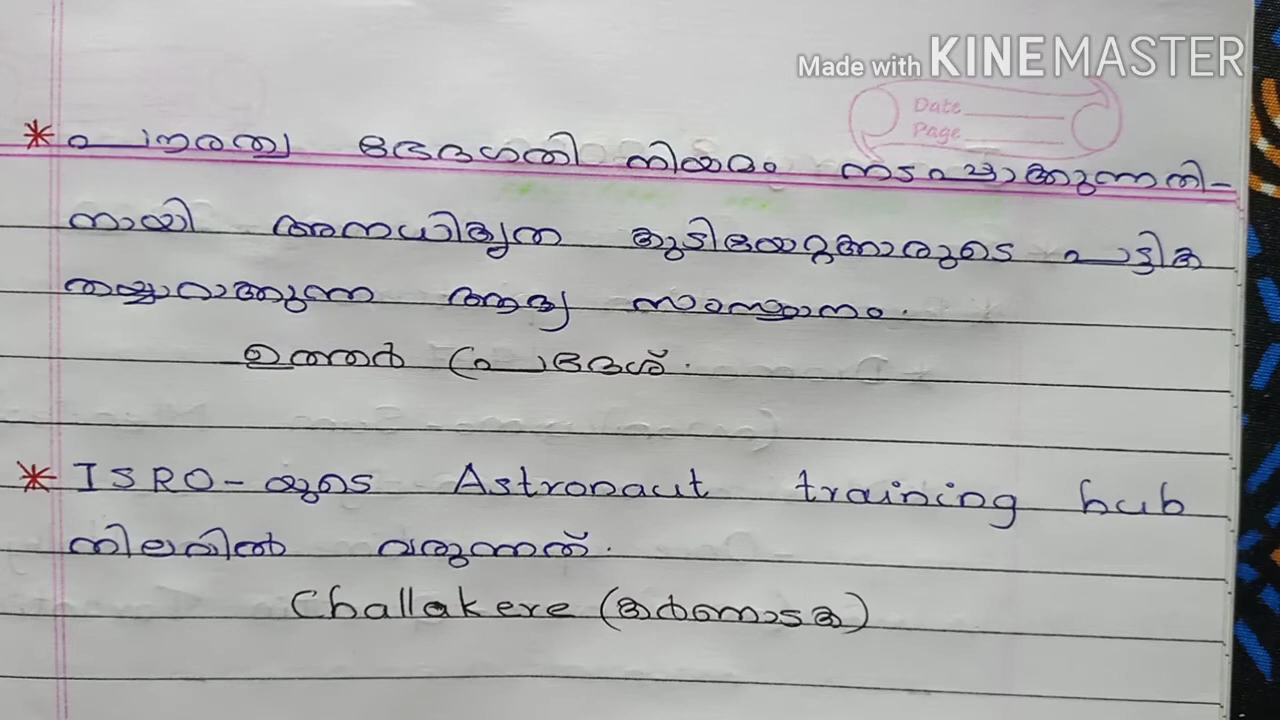 Made with KINEMASTER
Date
Page
* പൗരത്വ ഭേദഗതി നിയമം നടപ്പാക്കുന്നതി-
നായി അനധികൃത കുടിയേറ്റക്കാരുടെ പട്ടിക
തയ്യാറാക്കുന്ന ആദ്യ സംസ്ഥാനം.
ഉത്തർ പ്രദേശ്.
* ISRO-യുടെ Astronaut training hub
നിലവിൽ വരുന്നത്.
Challakere (കർണാടക)